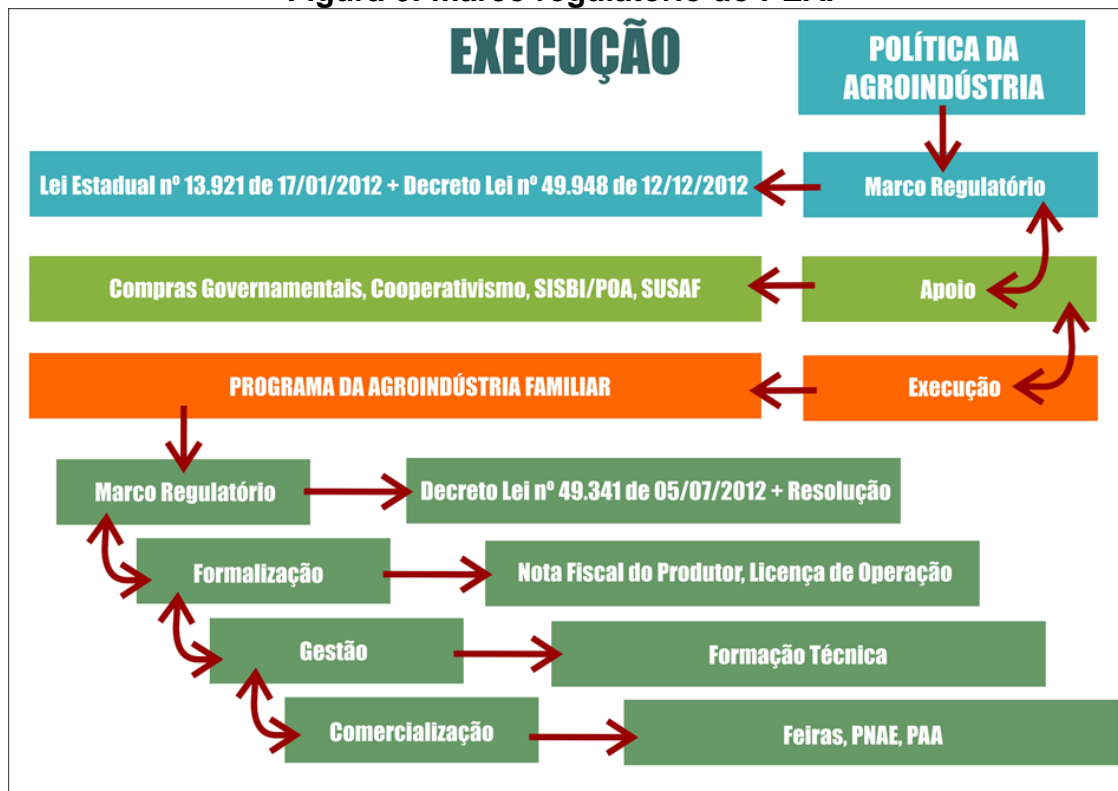 EXECUÇÃO
POLÍTICA DA
AGROINDÚSTRIA
Lei Estadual nº 13.921 de 17/01/2012 + Decreto Lei nº 49.948 de 12/12/2012
Marco Regulatório
Compras Governamentais, Cooperativismo, SISBI/POA, SUSAF
Apoio
PROGRAMA DA AGROINDÚSTRIA FAMILIAR
Execução
Marco Regulatório
Decreto Lei nº 49.341 de 05/07/2012 + Resolução
Formalização
Nota Fiscal do Produtor, Licença de Operação
Gestão
Formação Técnica
Comercialização
Feiras, PNAE, PAA